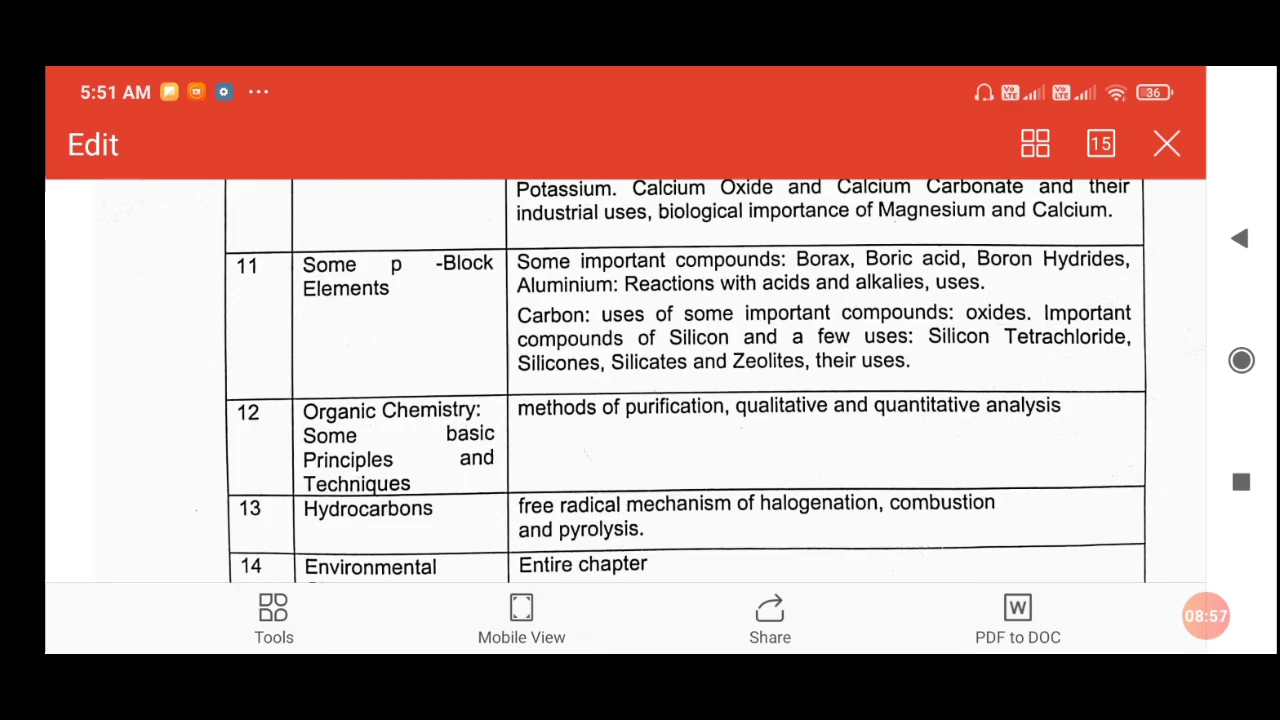 5:51 AM
36
Edit
15
Potassium. Calcium Oxide and Calcium Carbonate and their
industrial uses, biological importance of Magnesium and Calcium.
11
Some p -Block
Elements
Some important compounds: Borax, Boric acid, Boron Hydrides,
Aluminium: Reactions with acids and alkalies, uses.
Carbon: uses of some important compounds: oxides. Important
compounds of Silicon and a few uses: Silicon Tetrachloride,
Silicones, Silicates and Zeolites, their uses.
12
Organic Chemistry:
Some basic
Principles and
Techniques
methods of purification, qualitative and quantitative analysis
13
Hydrocarbons
free radical mechanism of halogenation, combustion
and pyrolysis.
14
Environmental
Entire chapter
Tools
Mobile View
Share
W
PDF to DOC
08:57